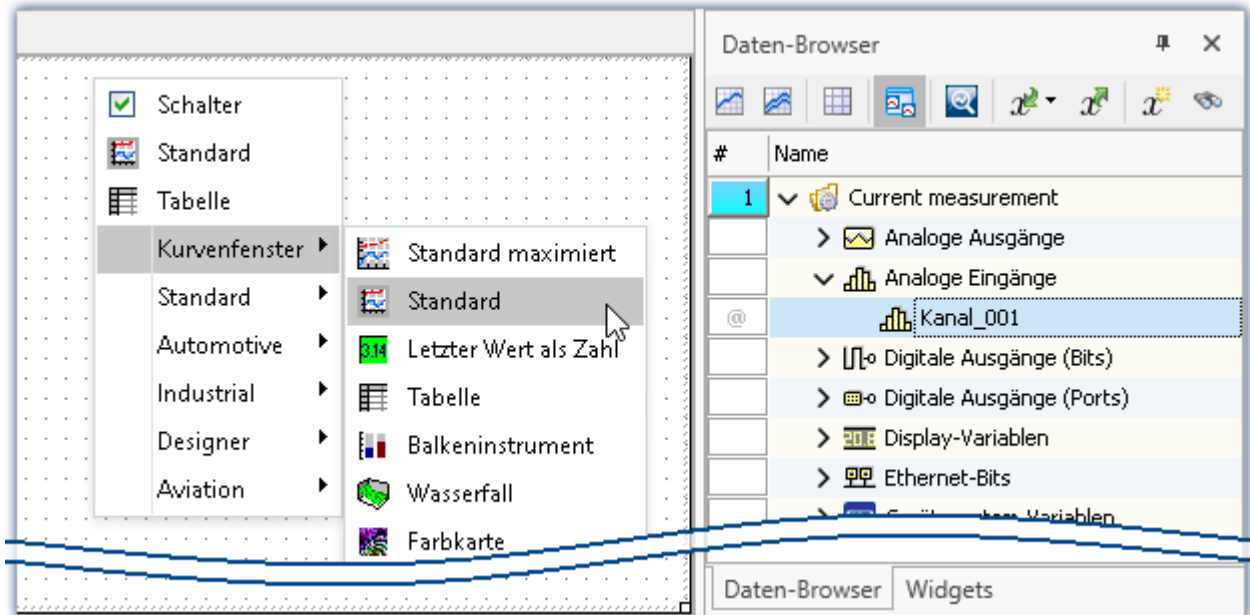 Schalter
Standard
Tabelle
Kurvenfenster
Standard
Automotive
Industrial
Designer
Aviation
Standard maximiert
Standard
3.14 Letzter Wert als Zahl
Tabelle
Balkeninstrument
Wasserfall
Farbkarte
Daten-Browser
# Name
1 Current measurement
Analoge Ausgänge
Analoge Eingänge
@ Kanal_001
Digitale Ausgänge (Bits)
Digitale Ausgänge (Ports)
Display-Variablen
Ethernet-Bits
Variablen
Daten-Browser Widgets